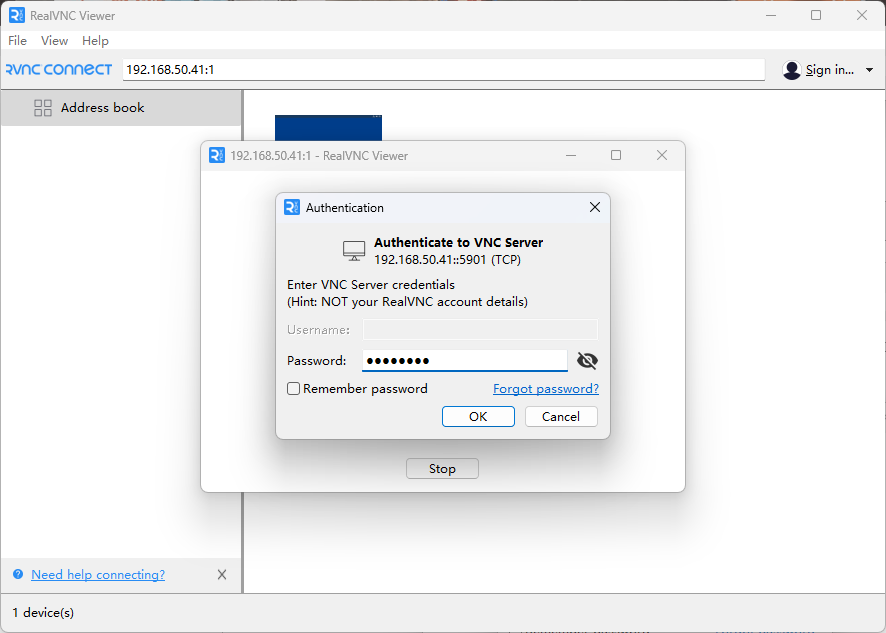 RealVNC Viewer
File View Help
RVNC CONNECT 192.168.50.41:1 Sign in...
Address book
192.168.50.41:1 - RealVNC Viewer
Authentication
Authenticate to VNC Server
192.168.50.41::5901 (TCP)
Enter VNC Server credentials
(Hint: NOT your RealVNC account details)
Username:
Password: ●●●●●●●●
Remember password Forgot password?
OK Cancel
Stop
Need help connecting?
1 device(s)